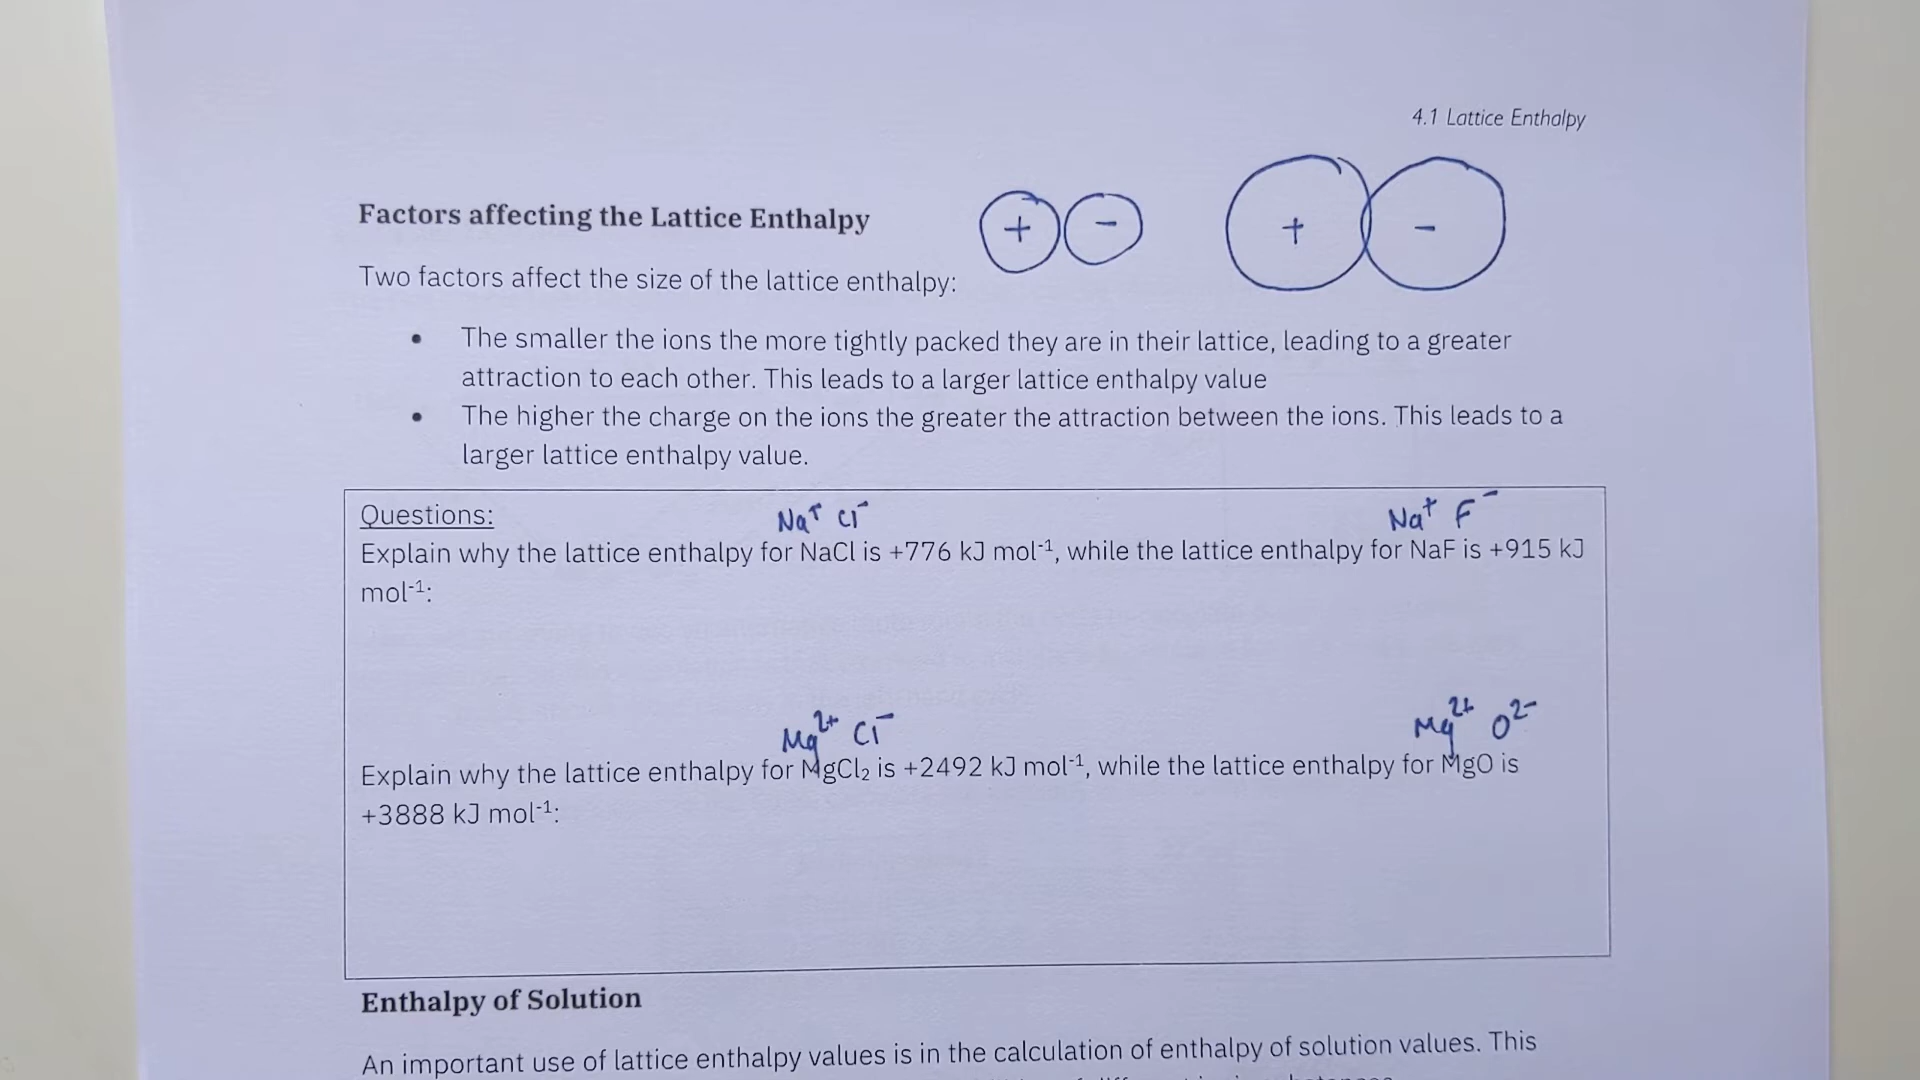 4.1 Lattice Enthalpy
+ - + -
Factors affecting the Lattice Enthalpy
Two factors affect the size of the lattice enthalpy:
• The smaller the ions the more tightly packed they are in their lattice, leading to a greater
attraction to each other. This leads to a larger lattice enthalpy value
• The higher the charge on the ions the greater the attraction between the ions. This leads to a
larger lattice enthalpy value.
Questions:
Na⁺ Cl⁻ Na⁺ F⁻
Explain why the lattice enthalpy for NaCl is +776 kJ mol⁻¹, while the lattice enthalpy for NaF is +915 kJ
mol⁻¹:
Mg²⁺ Cl⁻ Mg²⁺ O²⁻
Explain why the lattice enthalpy for MgCl₂ is +2492 kJ mol⁻¹, while the lattice enthalpy for MgO is
+3888 kJ mol⁻¹:
Enthalpy of Solution
An important use of lattice enthalpy values is in the calculation of enthalpy of solution values. This